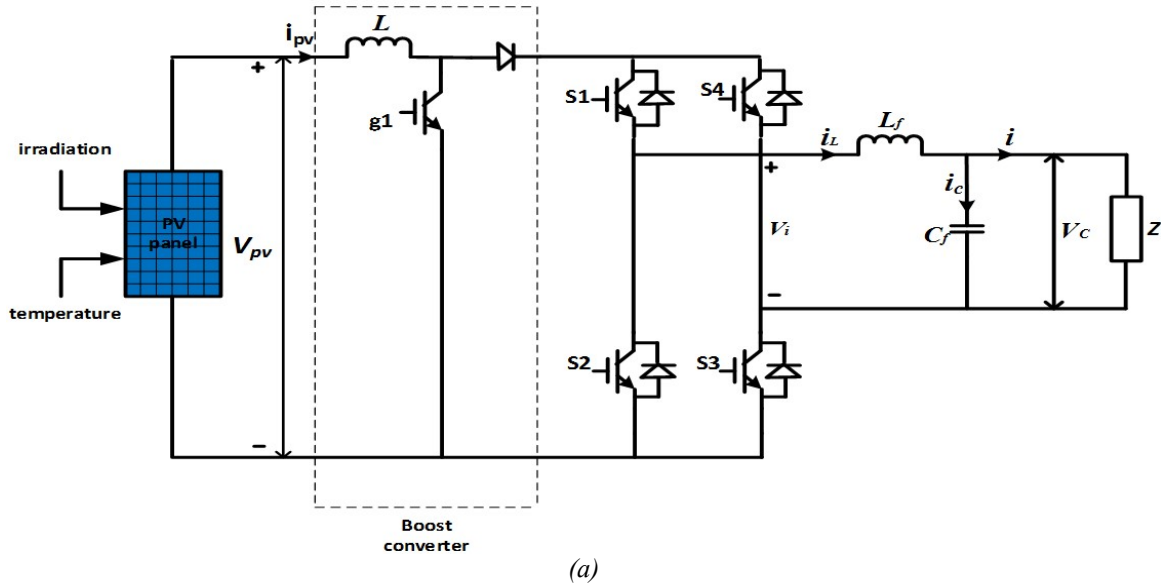 i_pv
L
+
g1
S1
S4
i_L
L_f
i
irradiation
PV
panel
V_pv
+
V_i
i_c
C_f
V_C
Z
temperature
−
S2
S3
−
Boost
converter
(a)